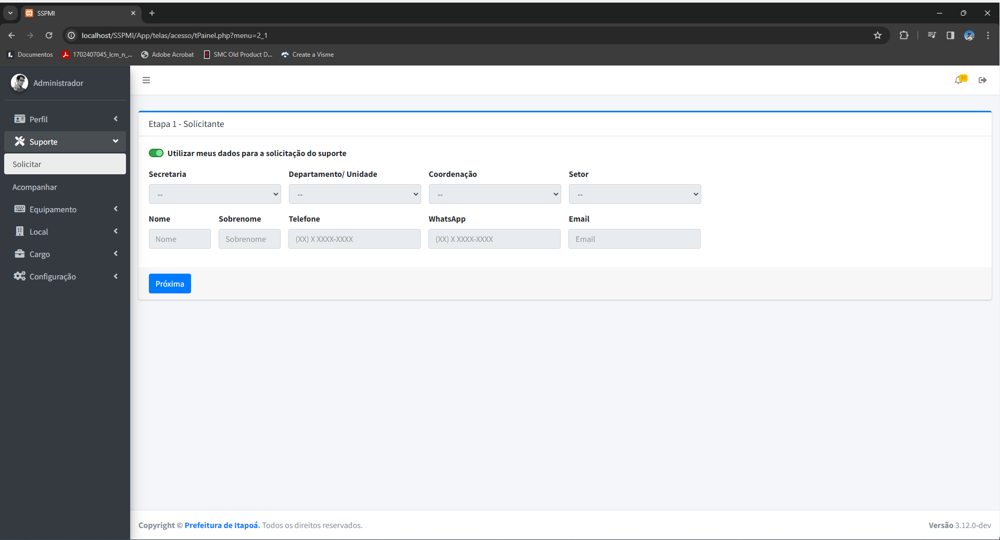 SSPMI
localhost/SSPMI/App/telas/acesso/tPainel.php?menu=2_1
Documentos 1702407045_lcm_n_... Adobe Acrobat SMC Old Product D... Create a Visme
Administrador
15
Perfil
Suporte
Solicitar
Acompanhar
Equipamento
Local
Cargo
Configuração
Etapa 1 - Solicitante
Utilizar meus dados para a solicitação do suporte
Secretaria Departamento/ Unidade Coordenação Setor
-- -- -- --
Nome Sobrenome Telefone WhatsApp Email
Nome Sobrenome (XX) X XXXX-XXXX (XX) X XXXX-XXXX Email
Próxima
Copyright © Prefeitura de Itapoá. Todos os direitos reservados. Versão 3.12.0-dev